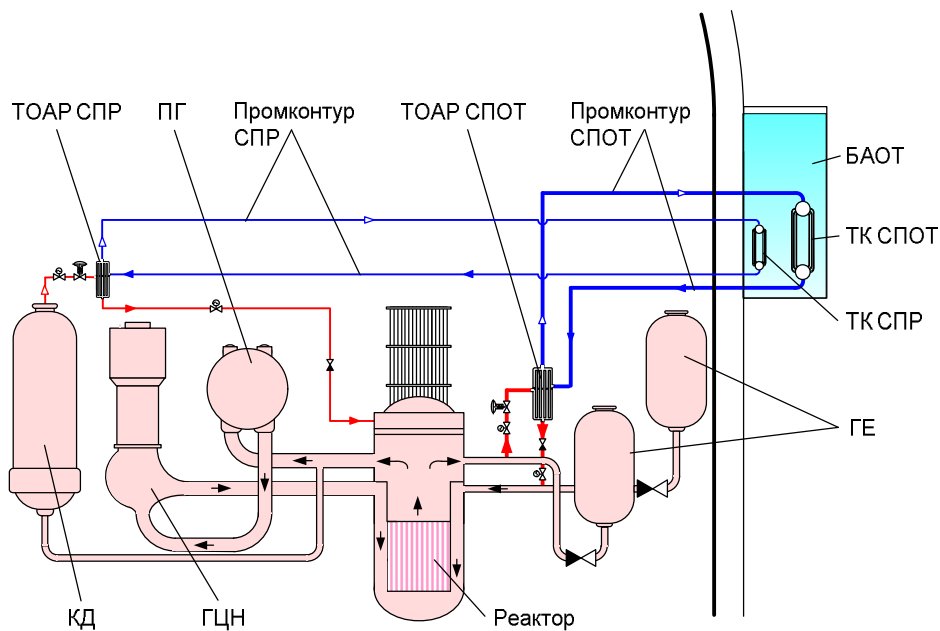 ТОАР СПР
ПГ
Промконтур
СПР
ТОАР СПОТ
Промконтур
СПОТ
БАОТ
ТК СПОТ
ТК СПР
ГЕ
КД
ГЦН
Реактор